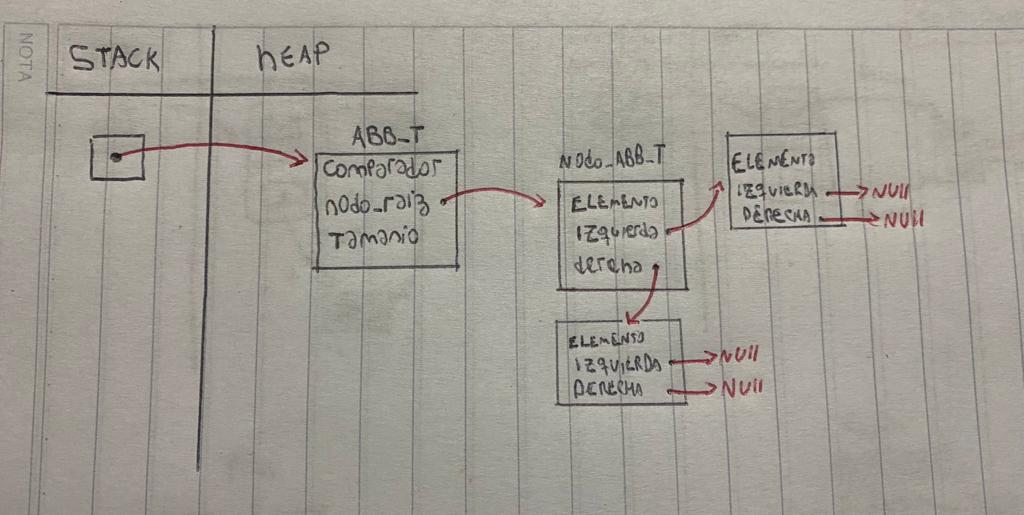 NOTA
STACK
hEAP
ABB_T
Comparador
nodo_raiz
Tamanio
Nodo_ABB_T
ELEMENTO
izquierda
derecha
ELEMENTO
IZQUIERDA → NUll
DERECHA → NUll
ELEMENTO
IZQUIERDA → NUll
DERECHA → NUll